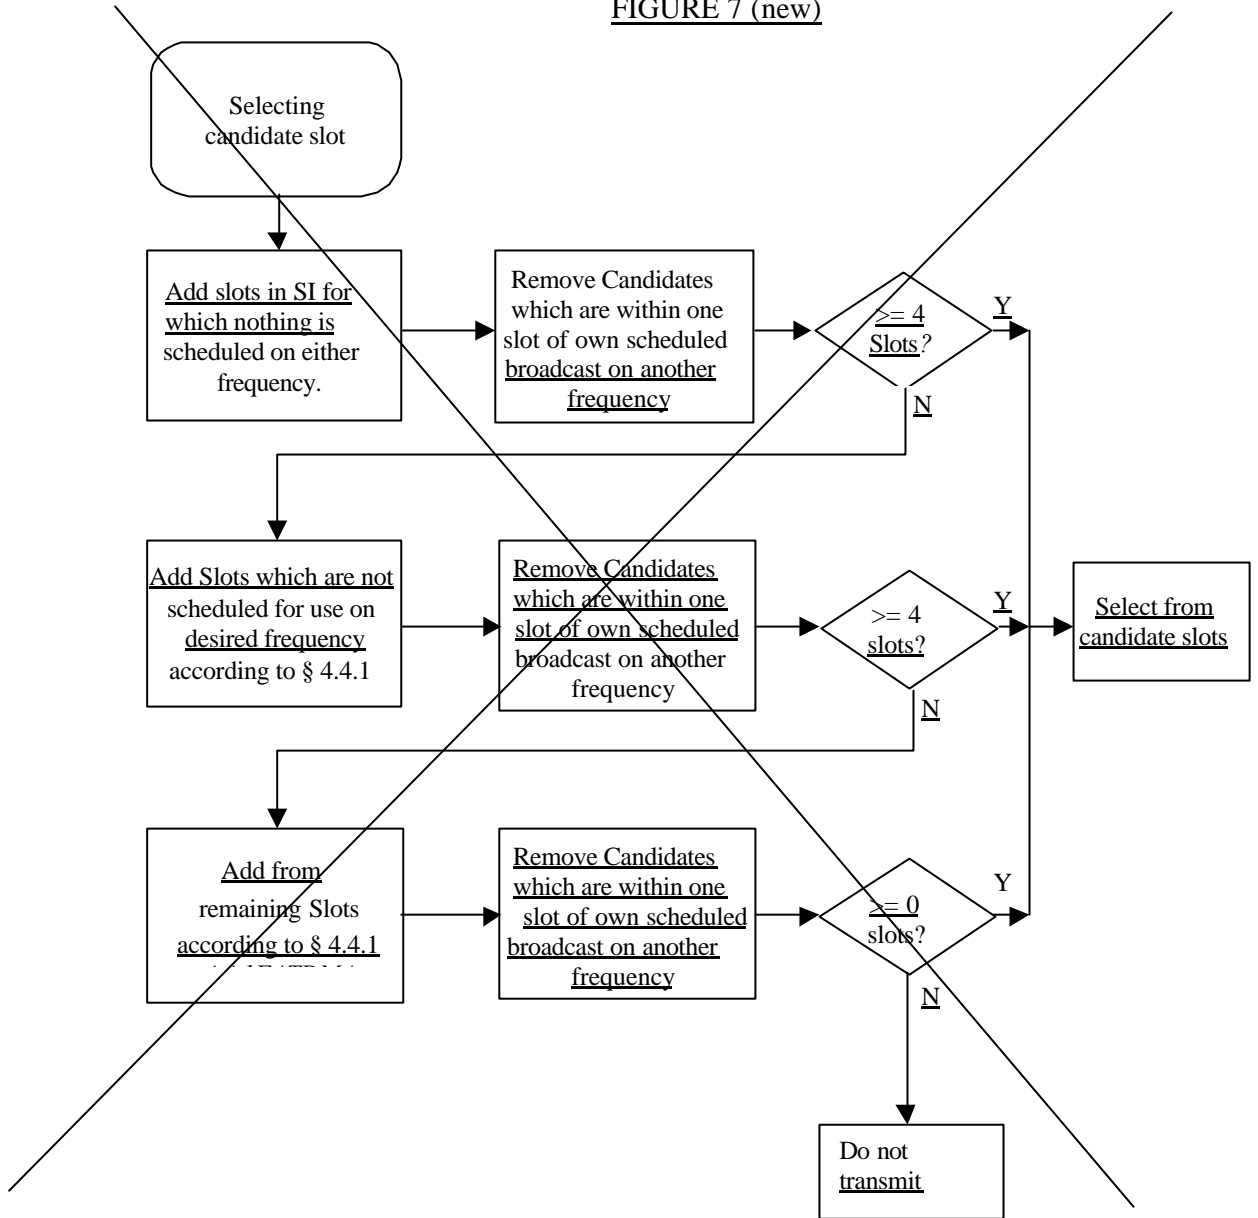 FIGURE 7 (new)
Selecting
candidate slot
Add slots in SI for
which nothing is
scheduled on either
frequency.
Remove Candidates
which are within one
slot of own scheduled
broadcast on another
frequency
>= 4
Slots?
Y
N
Add Slots which are not
scheduled for use on
desired frequency
according to § 4.4.1
Remove Candidates
which are within one
slot of own scheduled
broadcast on another
frequency
>= 4
slots?
Y
N
Select from
candidate slots
Add from
remaining Slots
according to § 4.4.1
Remove Candidates
which are within one
slot of own scheduled
broadcast on another
frequency
>= 0
slots?
Y
N
Do not
transmit